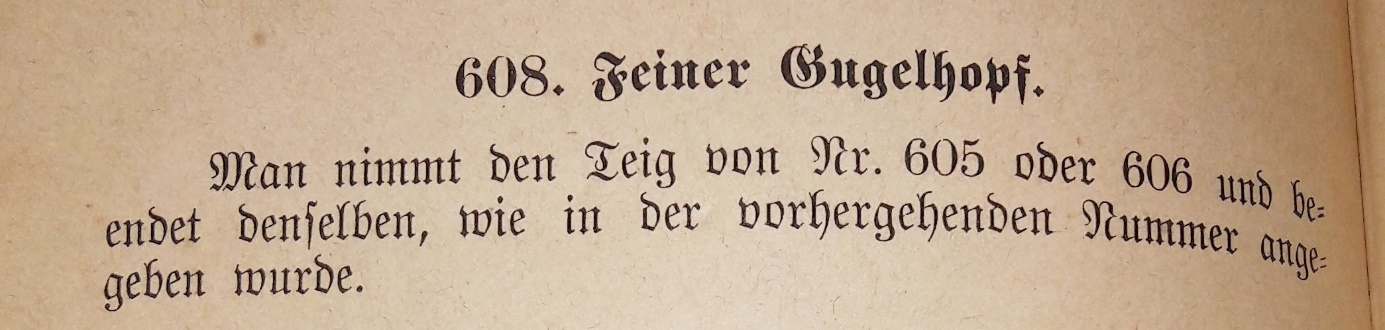 608. Feiner Gugelhopf.
Man nimmt den Teig von Nr. 605 oder 606 und be-
endet denſelben, wie in der vorhergehenden Nummer ange-
geben wurde.